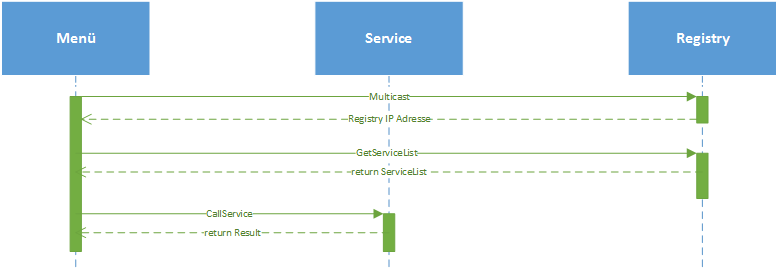 Menü
Service
Registry
Multicast
Registry IP Adresse
GetServiceList
return ServiceList
CallService
return Result